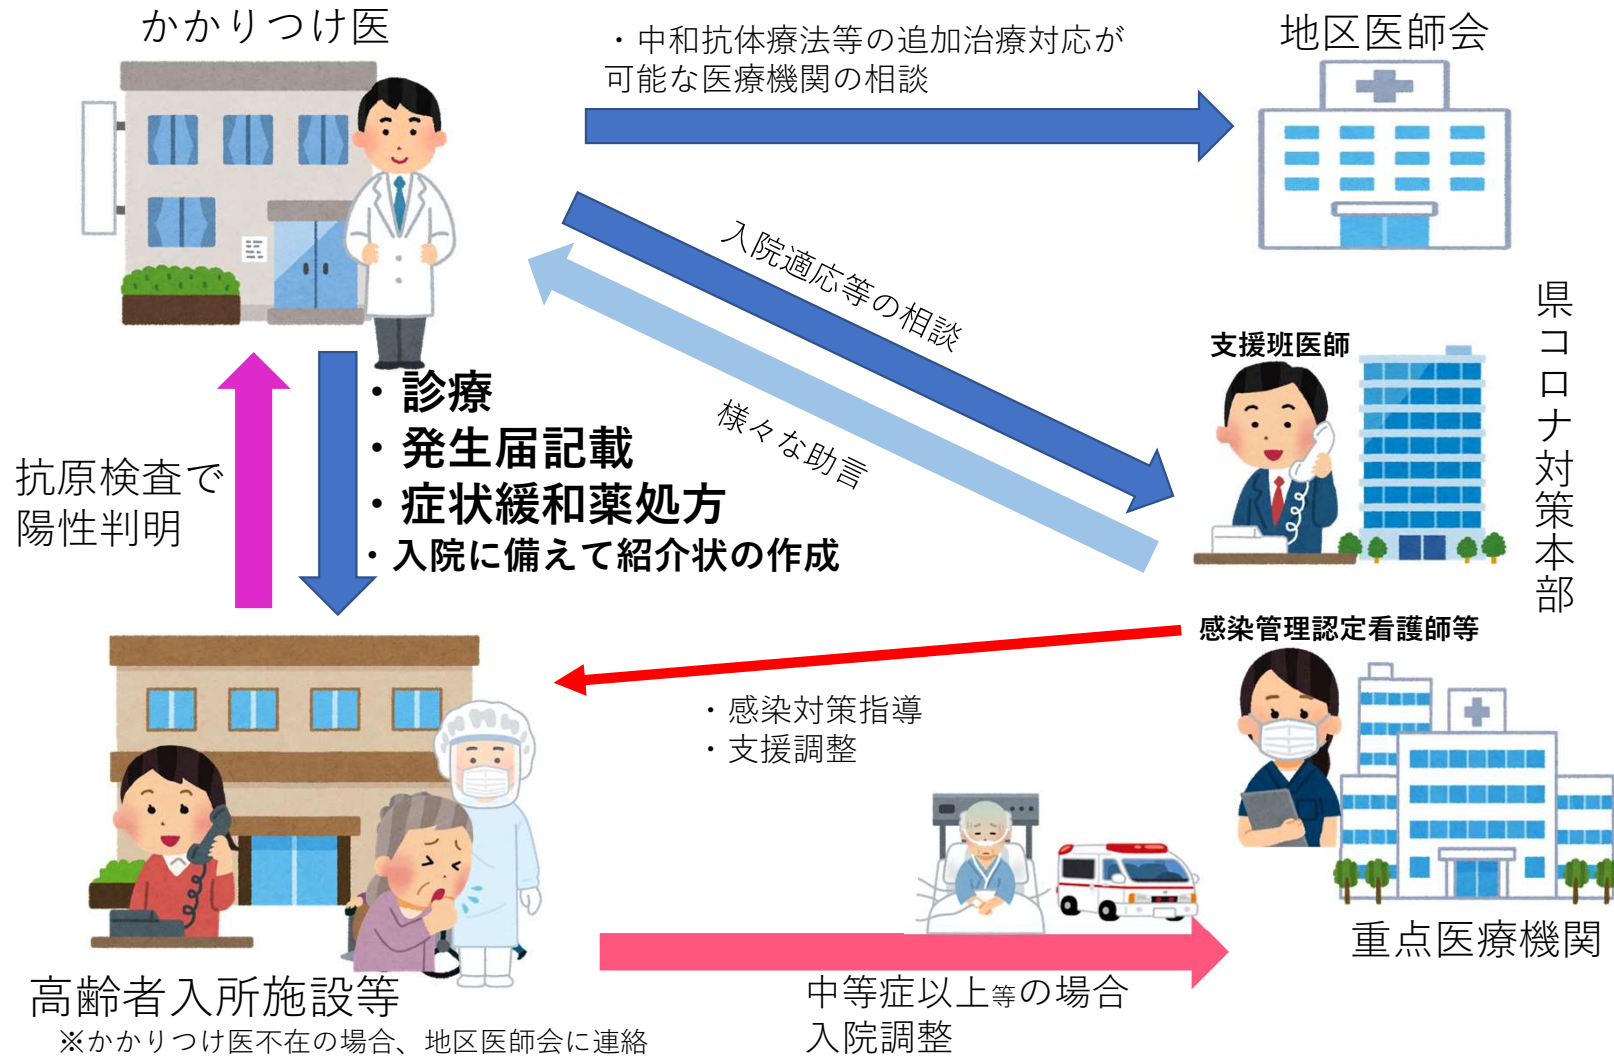 かかりつけ医
・中和抗体療法等の追加治療対応が
可能な医療機関の相談
地区医師会
入院適応等の相談
様々な助言
支援班医師
県コロナ対策本部
・診療
・発生届記載
・症状緩和薬処方
・入院に備えて紹介状の作成
抗原検査で
陽性判明
感染管理認定看護師等
・感染対策指導
・支援調整
重点医療機関
高齢者入所施設等
※かかりつけ医不在の場合、地区医師会に連絡
中等症以上等の場合
入院調整